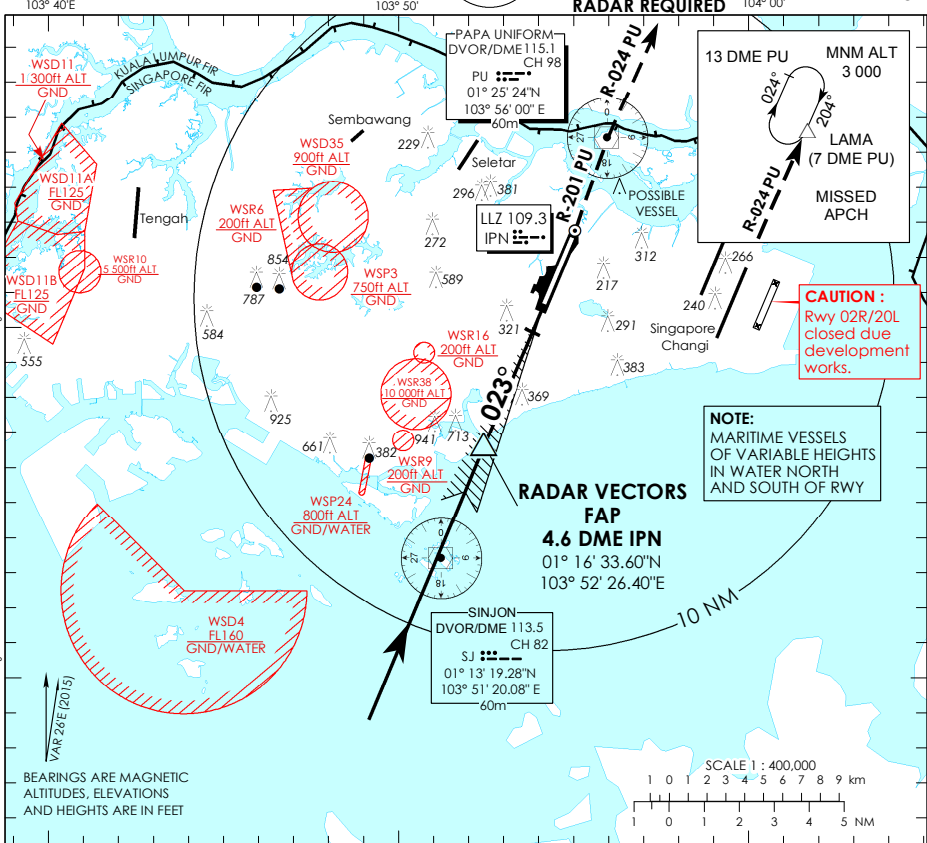 103° 40'E
103° 50'
RADAR REQUIRED
104° 00'
WSD11
1 300ft ALT
GND
KUALA LUMPUR FIR
SINGAPORE FIR
PAPA UNIFORM
DVOR/DME 115.1
CH 98
PU
01° 25' 24"N
103° 56' 00" E
60m
R-024 PU
13 DME PU
MNM ALT
3 000
024°
204°
LAMA
(7 DME PU)
R-024 PU
MISSED
APCH
Sembawang
229
Seletar
WSD35
900ft ALT
GND
296
381
R-201 PU
0
9
18
27
POSSIBLE
VESSEL
WSD11A
FL125
GND
Tengah
WSR6
200ft ALT
GND
LLZ 109.3
IPN
272
312
WSR10
5 500ft ALT
GND
854
787
WSP3
750ft ALT
GND
589
217
266
WSD11B
FL125
GND
240
584
321
291
Singapore
Changi
CAUTION :
Rwy 02R/20L
closed due
development
works.
555
WSR16
200ft ALT
GND
383
WSR38
10 000ft ALT
GND
023°
369
925
941
713
661
382
WSR9
200ft ALT
GND
NOTE:
MARITIME VESSELS
OF VARIABLE HEIGHTS
IN WATER NORTH
AND SOUTH OF RWY
WSP24
800ft ALT
GND/WATER
RADAR VECTORS
FAP
4.6 DME IPN
01° 16' 33.60"N
103° 52' 26.40"E
0
9
18
27
10 NM
WSD4
FL160
GND/WATER
SINJON
DVOR/DME 113.5
CH 82
SJ
01° 13' 19.28"N
103° 51' 20.08" E
60m
VAR 26'E (2015)
BEARINGS ARE MAGNETIC
ALTITUDES, ELEVATIONS
AND HEIGHTS ARE IN FEET
SCALE 1 : 400,000
1 0 1 2 3 4 5 6 7 8 9 km
1 0 1 2 3 4 5 NM